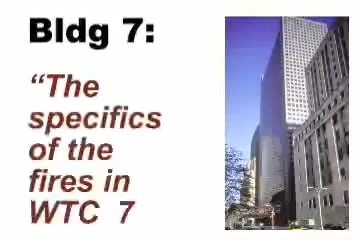 Bldg 7:
“The
specifics
of the
fires in
WTC 7